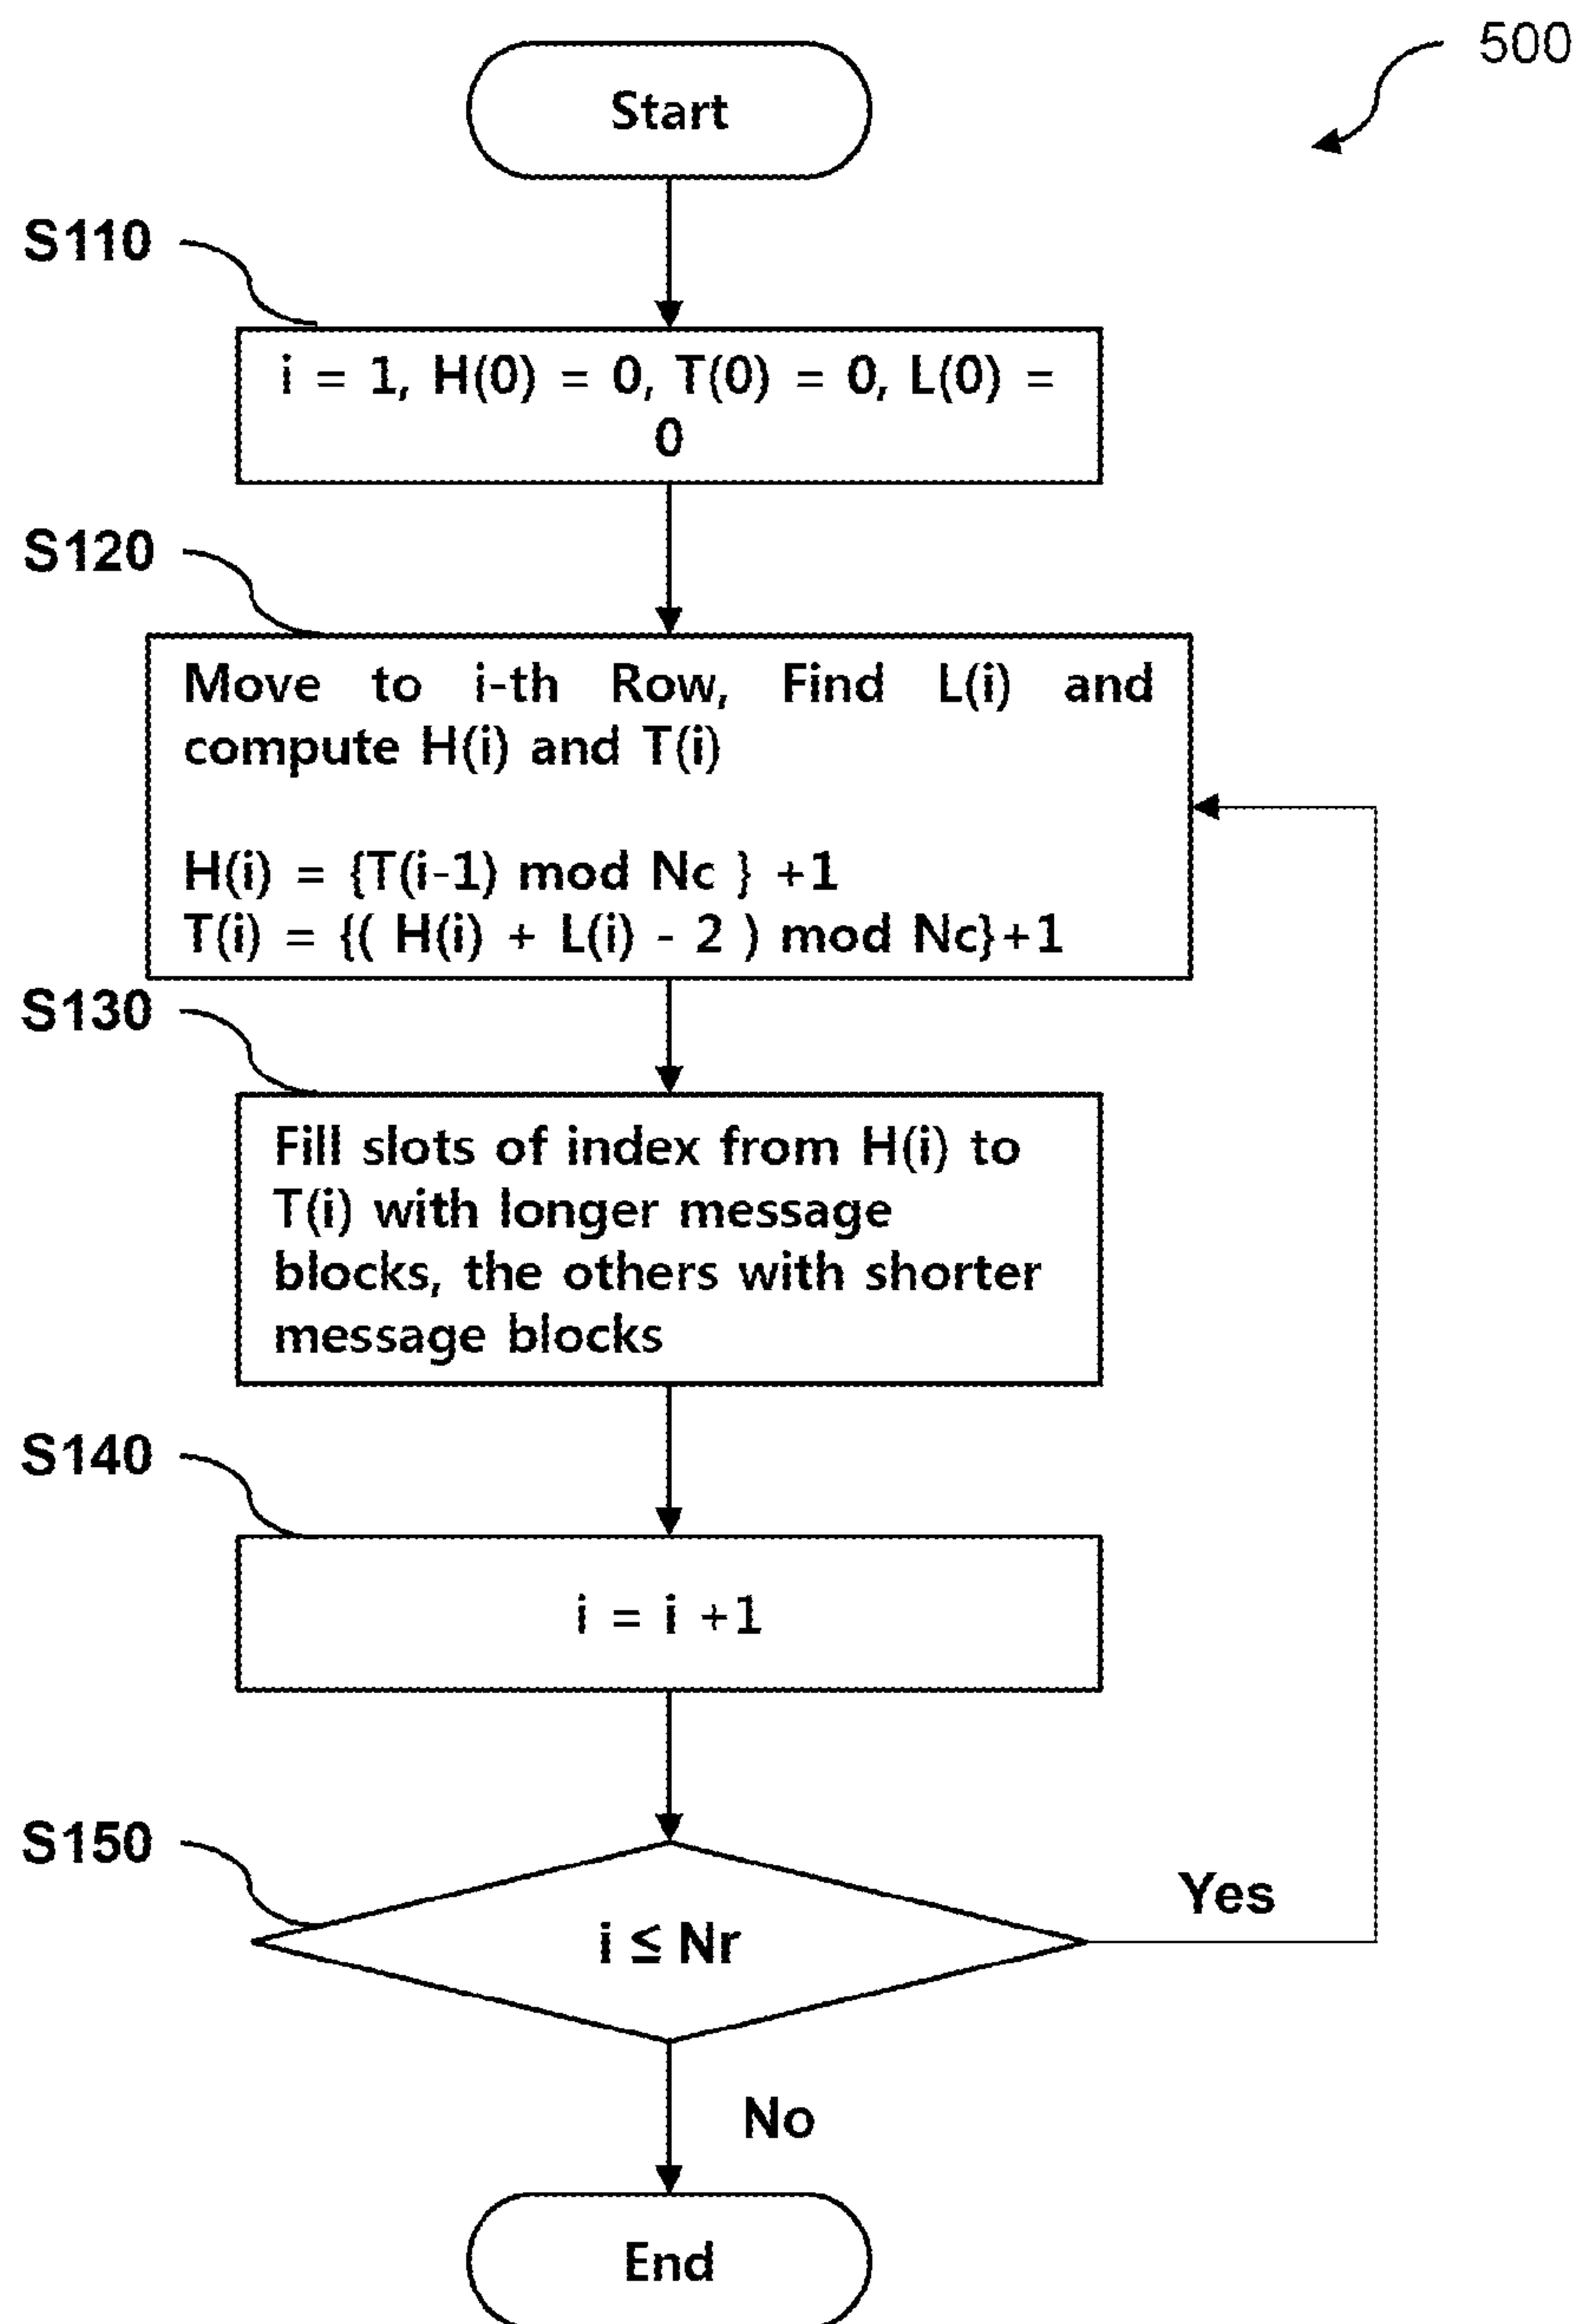 500
Start
S110
i = 1, H(0) = 0, T(0) = 0, L(0) =
0
S120
Move to i-th Row, Find L(i) and
compute H(i) and T(i)
H(i) = {T(i-1) mod Nc } +1
T(i) = {( H(i) + L(i) - 2 ) mod Nc}+1
S130
Fill slots of index from H(i) to
T(i) with longer message
blocks, the others with shorter
message blocks
S140
i = i +1
S150
i ≤ Nr
Yes
No
End